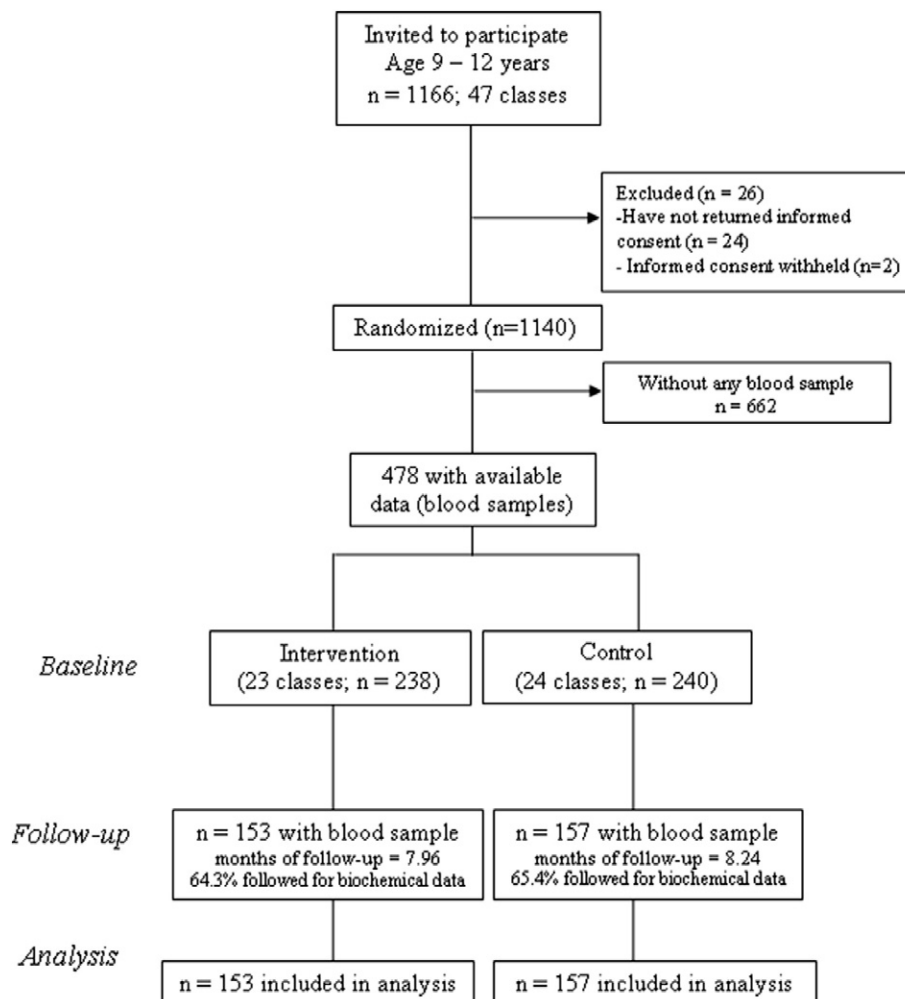 Invited to participate
Age 9 – 12 years
n = 1166; 47 classes
Excluded (n = 26)
-Have not returned informed
consent (n = 24)
- Informed consent withheld (n=2)
Randomized (n=1140)
Without any blood sample
n = 662
478 with available
data (blood samples)
Baseline
Intervention
(23 classes; n = 238)
Control
(24 classes; n = 240)
Follow-up
n = 153 with blood sample
months of follow-up = 7.96
64.3% followed for biochemical data
n = 157 with blood sample
months of follow-up = 8.24
65.4% followed for biochemical data
Analysis
n = 153 included in analysis
n = 157 included in analysis